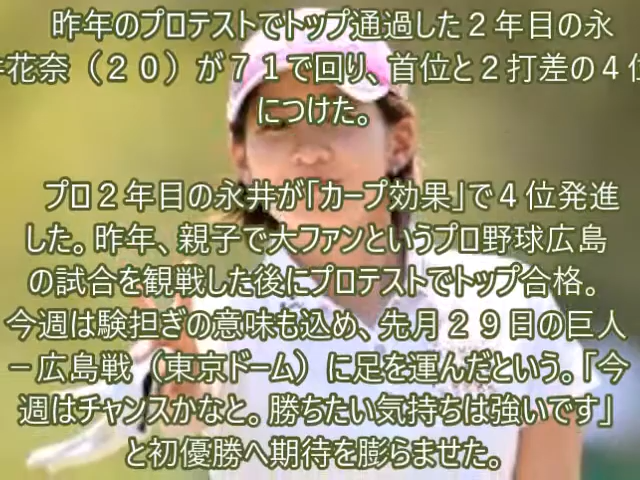 昨年のプロテストでトップ通過した２年目の永
井花奈（２０）が７１で回り、首位と２打差の４位
につけた。
プロ２年目の永井が「カープ効果」で４位発進
した。昨年、親子で大ファンというプロ野球広島
の試合を観戦した後にプロテストでトップ合格。
今週は験担ぎの意味も込め、先月２９日の巨人
－広島戦（東京ドーム）に足を運んだという。「今
週はチャンスかなと。勝ちたい気持ちは強いです」
と初優勝へ期待を膨らませた。